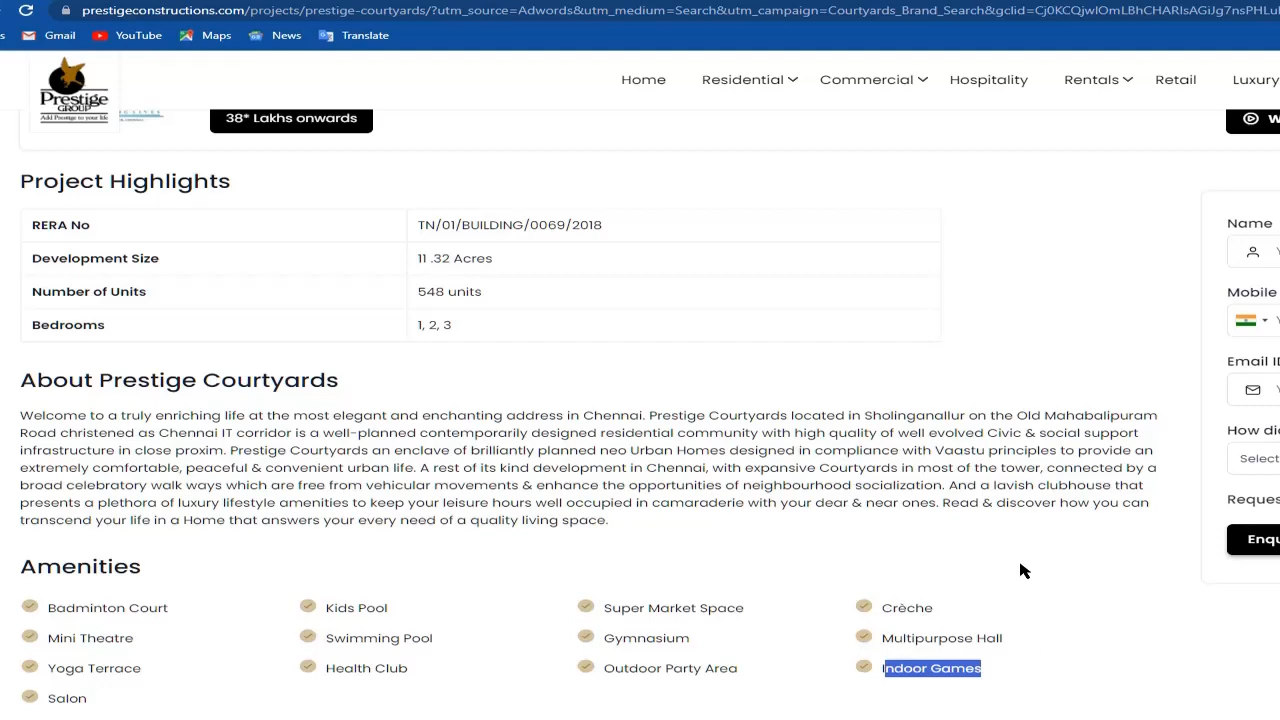 prestigeconstructions.com/projects/prestige-courtyards/?utm_source=Adwords&utm_medium=Search&utm_campaign=Courtyards_Brand_Search&gclid=Cj0KCQjwlOmLBhCHARIsAGiJg7nsPHLu
s Gmail YouTube Maps News Translate
Prestige
GROUP
Add Prestige to your life
Home Residential Commercial Hospitality Rentals Retail Luxury
38* Lakhs onwards
W
Project Highlights
RERA No TN/01/BUILDING/0069/2018
Development Size 11 .32 Acres
Number of Units 548 units
Bedrooms 1, 2, 3
About Prestige Courtyards
Welcome to a truly enriching life at the most elegant and enchanting address in Chennai. Prestige Courtyards located in Sholinganallur on the Old Mahabalipuram
Road christened as Chennai IT corridor is a well-planned contemporarily designed residential community with high quality of well evolved Civic & social support
infrastructure in close proxim. Prestige Courtyards an enclave of brilliantly planned neo Urban Homes designed in compliance with Vaastu principles to provide an
extremely comfortable, peaceful & convenient urban life. A rest of its kind development in Chennai, with expansive Courtyards in most of the tower, connected by a
broad celebratory walk ways which are free from vehicular movements & enhance the opportunities of neighbourhood socialization. And a lavish clubhouse that
presents a plethora of luxury lifestyle amenities to keep your leisure hours well occupied in camaraderie with your dear & near ones. Read & discover how you can
transcend your life in a Home that answers your every need of a quality living space.
Amenities
Badminton Court Kids Pool Super Market Space Crèche
Mini Theatre Swimming Pool Gymnasium Multipurpose Hall
Yoga Terrace Health Club Outdoor Party Area Indoor Games
Salon
Name
Y
Mobile
Y
Email ID
Y
How did
Select
Reques
Enqu